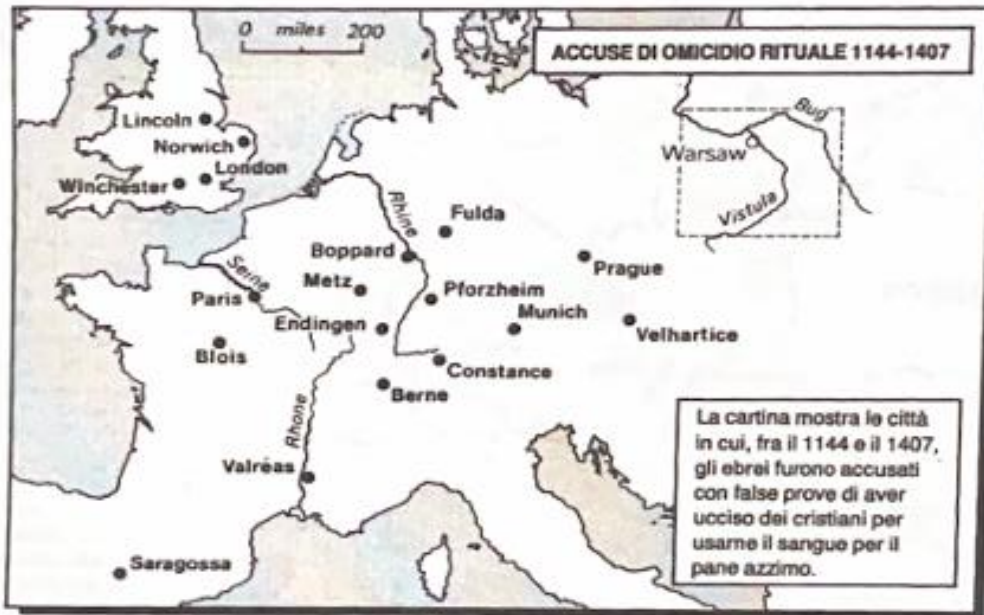 0 miles 200
ACCUSE DI OMICIDIO RITUALE 1144-1407
Lincoln
Norwich
London
Winchester
Bug
Warsaw
Vistula
Rhine
Fulda
Boppard
Prague
Seine
Metz
Paris
Pforzheim
Munich
Endingen
Velhartice
Blois
Constance
Berne
Rhone
Valréas
Saragossa
La cartina mostra le città
in cui, fra il 1144 e il 1407,
gli ebrei furono accusati
con false prove di aver
ucciso dei cristiani per
usarne il sangue per il
pane azzimo.